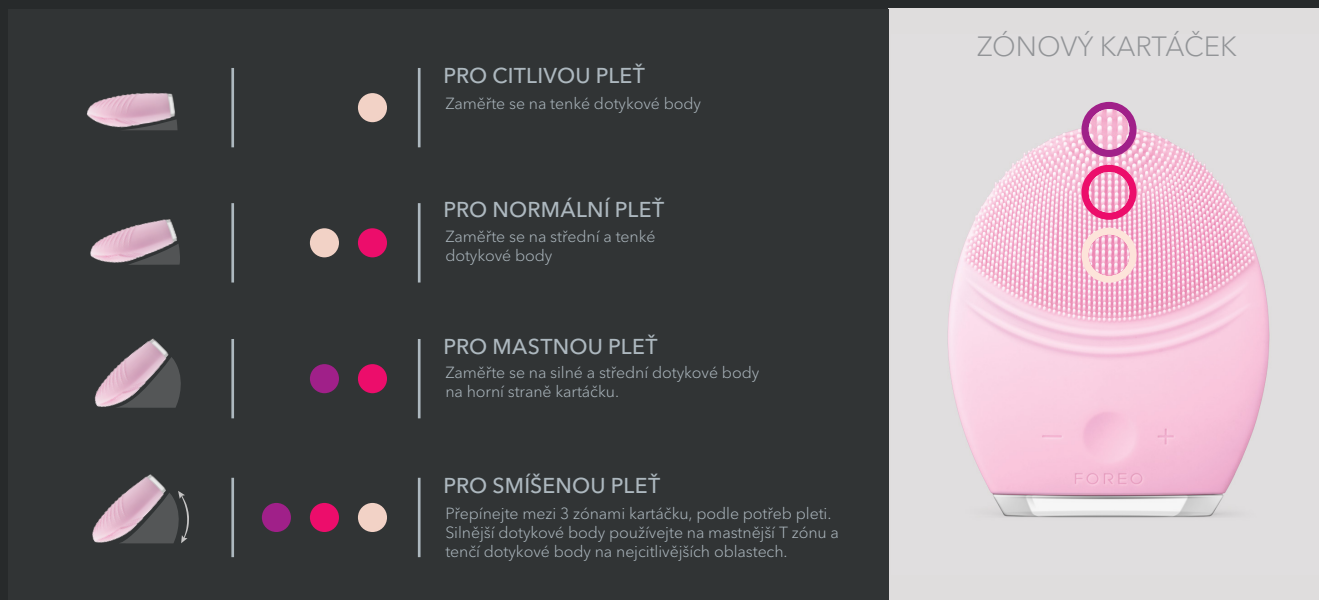 PRO CITLIVOU PLEŤ
Zaměřte se na tenké dotykové body
PRO NORMÁLNÍ PLEŤ
Zaměřte se na střední a tenké
dotykové body
PRO MASTNOU PLEŤ
Zaměřte se na silné a střední dotykové body
na horní straně kartáčku.
PRO SMÍŠENOU PLEŤ
Přepínejte mezi 3 zónami kartáčku, podle potřeb pleti.
Silnější dotykové body používejte na mastnější T zónu a
tenčí dotykové body na nejcitlivějších oblastech.
ZÓNOVÝ KARTÁČEK
FOREO